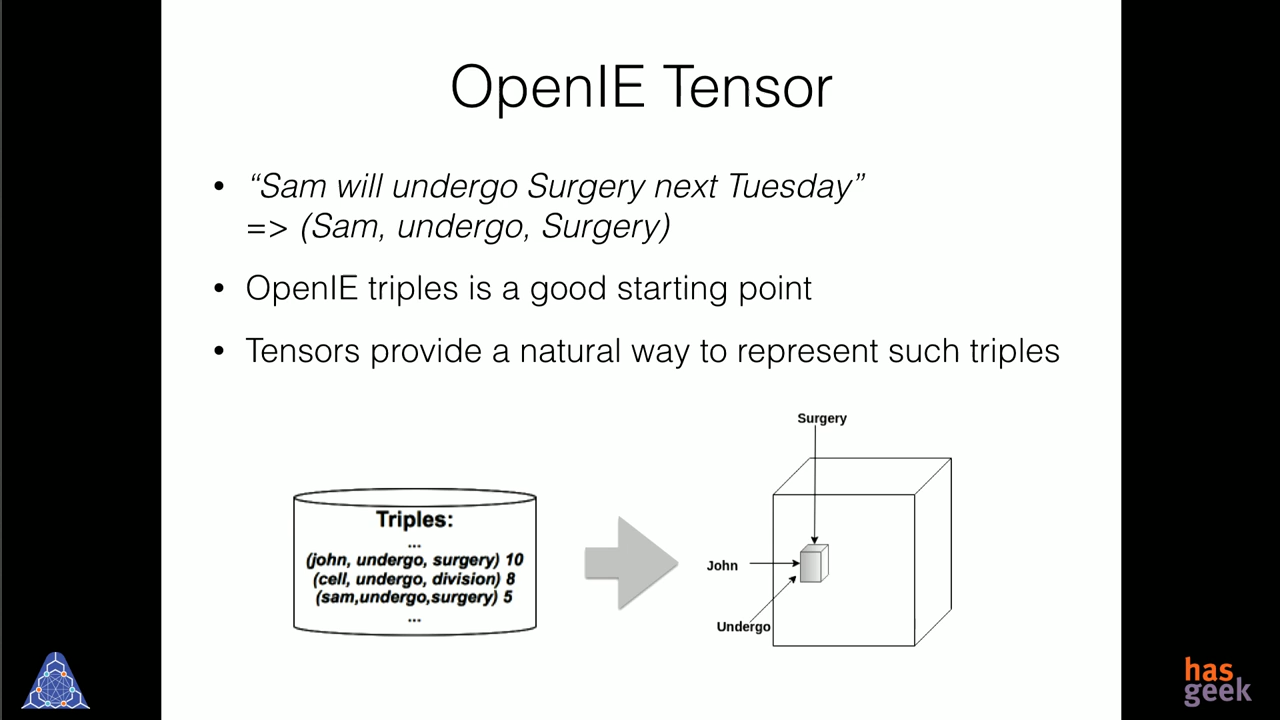 OpenIE Tensor
• “Sam will undergo Surgery next Tuesday”
=> (Sam, undergo, Surgery)
• OpenIE triples is a good starting point
• Tensors provide a natural way to represent such triples
Surgery
Triples:
...
(john, undergo, surgery) 10
(cell, undergo, division) 8
(sam,undergo,surgery) 5
...
John
Undergo
has
geek